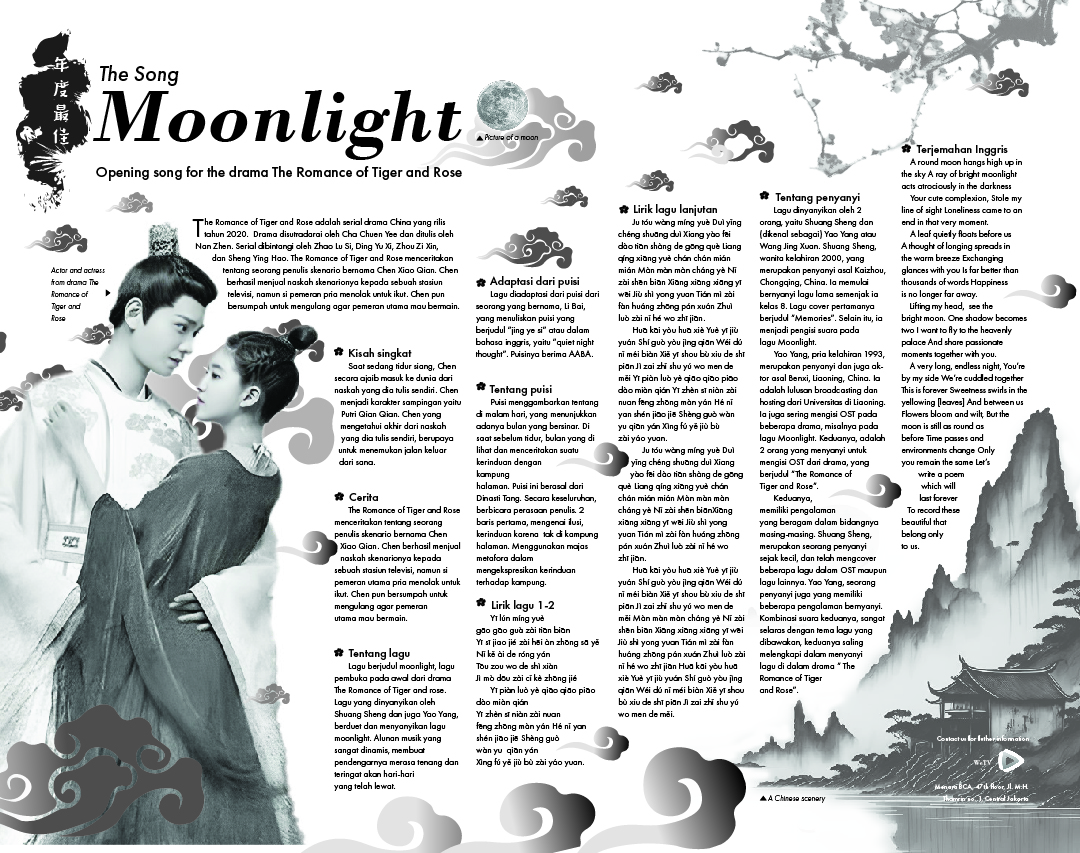 年
度
最
佳
The Song
Moonlight
▲ Picture of a moon
Opening song for the drama The Romance of Tiger and Rose
Actor and actress
from drama The
Romance of
Tiger and
Rose
The Romance of Tiger and Rose adalah serial drama China yang rilis
tahun 2020. Drama disutradarai oleh Cha Chuen Yee dan ditulis oleh
Nan Zhen. Serial dibintangi oleh Zhao Lu Si, Ding Yu Xi, Zhou Zi Xin,
dan Sheng Ying Hao. The Romance of Tiger and Rose menceritakan
tentang seorang penulis skenario bernama Chen Xiao Qian. Chen
berhasil menjual naskah skenarionya kepada sebuah stasiun
televisi, namun si pemeran pria menolak untuk ikut. Chen pun
bersumpah untuk mengulang agar pemeran utama mau bermain.
Kisah singkat
Saat sedang tidur siang, Chen
secara ajaib masuk ke dunia dari
naskah yang dia tulis sendiri. Chen
menjadi karakter sampingan yaitu
Putri Qian Qian. Chen yang
mengetahui akhir dari naskah
yang dia tulis sendiri, berupaya
untuk menemukan jalan keluar
dari sana.
Cerita
The Romance of Tiger and Rose
menceritakan tentang seorang
penulis skenario bernama Chen
Xiao Qian. Chen berhasil menjual
naskah skenarionya kepada
sebuah stasiun televisi, namun si
pemeran utama pria menolak untuk
ikut. Chen pun bersumpah untuk
mengulang agar pemeran
utama mau bermain.
Tentang lagu
Lagu berjudul moonlight, lagu
pembuka pada awal dari drama
The Romance of Tiger and rose.
Lagu yang dinyanyikan oleh
Shuang Sheng dan juga Yao Yang,
berduet dan menyanyikan lagu
moonlight. Alunan musik yang
sangat dinamis, membuat
pendengarnya merasa tenang dan
teringat akan hari-hari
yang telah lewat.
Adaptasi dari puisi
Lagu diadaptasi dari puisi dari
seorang yang bernama, Li Bai,
yang menuliskan puisi yang
berjudul "jing ye si" atau dalam
bahasa inggris, yaitu "quiet night
thought". Puisinya berima AABA.
Tentang puisi
Puisi menggambarkan tentang
di malam hari, yang menunjukkan
adanya bulan yang bersinar. Di
saat sebelum tidur, bulan yang di
lihat dan menceritakan suatu
kerinduan dengan
kampung
halaman. Puisi ini berasal dari
Dinasti Tang. Secara keseluruhan,
berbicara perasaan penulis. 2
baris pertama, mengenai ilusi,
kerinduan karena tak di kampung
halaman. Menggunakan majas
metafora dalam
mengekspresikan kerinduan
terhadap kampung.
Lirik lagu 1-2
Yī lún míng yuè
gāo gāo guà zài tiān biān
Yī sī jiao jié zài hēi àn zhōng sā yě
Nǐ kě ài de róng yán
Tōu zou wo de shì xiàn
Jì mò dōu zài cǐ kè zhōng jié
Yī piàn luò yè qiāo qiāo piāo
dào miàn qián
Yī zhèn sī niàn zài nuan
fēng zhōng màn yán Hé nǐ yan
shén jiāo jiē Shèng guò
wàn yu qiān yán
Xìng fú yě jiù bù zài yáo yuan.
Lirik lagu lanjutan
Ju tóu wàng míng yuè Duì yǐng
chéng shuāng duì Xiang yào fēi
dào tiān shàng de gōng què Liang
qíng xiāng yuè chán chán mián
mián Màn màn màn cháng yè Nǐ
zài shēn biān Xiāng xiāng xiāng yī
wēi Jiù shì yong yuan Tián mì zài
fàn huáng zhōng pán xuán Zhuì
luò zài nǐ hé wo zhī jiān.
Huā kāi yòu huā xiè Yuè yī jiù
yuán Shí guò yòu jìng qiān Wéi dú
nǐ méi biàn Xiě yī shou bù xiu de shī
piān Jì zai zhī shu yú wo men de
měi Yī piàn luò yè qiāo qiāo piāo
dào miàn qián Yī zhèn sī niàn zài
nuan fēng zhōng màn yán Hé nǐ
yan shén jiāo jiē Shèng guò wàn
yu qiān yán Xìng fú yě jiù bù
zài yáo yuan.
Ju tóu wàng míng yuè Duì
yǐng chéng shuāng duì Xiang
yào fēi dào tiān shàng de gōng
què Liang qíng xiāng yuè chán
chán mián mián Màn màn màn
cháng yè Nǐ zài shēn biānXiāng
xiāng xiāng yī wēi Jiù shì yong
yuan Tián mì zài fàn huáng zhōng
pán xuán Zhuì luò zài nǐ hé wo
zhī jiān.
Huā kāi yòu huā xiè Yuè yī jiù
yuán Shí guò yòu jìng qiān Wéi dú
nǐ méi biàn Xiě yī shou bù xiu de shī
piān Jì zai zhī shu yú wo men de
měi Màn màn màn cháng yè Nǐ zài
shēn biān Xiāng xiāng xiāng yī wēi
Jiù shì yong yuan Tián mì zài fàn
huáng zhōng pán xuán Zhuì luò zài
nǐ hé wo zhī jiān Huā kāi yòu huā
xiè Yuè yī jiù yuán Shí guò yòu jìng
qiān Wéi dú nǐ méi biàn Xiě yī shou
bù xiu de shī piān Jì zai zhī shu yú
wo men de měi.
Tentang penyanyi
Lagu dinyanyikan oleh 2
orang, yaitu Shuang Sheng dan
(dikenal sebagai) Yao Yang atau
Wang Jing Xuan. Shuang Sheng,
wanita kelahiran 2000, yang
merupakan penyanyi asal Kaizhou,
Chongqing, China. Ia memulai
bernyanyi lagu lama semenjak ia
kelas 8. Lagu cover pertamanya
berjudul "Memories". Selain itu, ia
menjadi pengisi suara pada
lagu Moonlight.
Yao Yang, pria kelahiran 1993,
merupakan penyanyi dan juga ak-
tor asal Benxi, Liaoning, China. Ia
adalah lulusan broadcasting dan
hosting dari Universitas di Liaoning.
Ia juga sering mengisi OST pada
beberapa drama, misalnya pada
lagu Moonlight. Keduanya, adalah
2 orang yang menyanyi untuk
mengisi OST dari drama, yang
berjudul "The Romance of
Tiger and Rose".
Keduanya,
memiliki pengalaman
yang beragam dalam bidangnya
masing-masing. Shuang Sheng,
merupakan seorang penyanyi
sejak kecil, dan telah mengcover
beberapa lagu dalam OST maupun
lagu lainnya. Yao Yang, seorang
penyanyi juga yang memiliki
beberapa pengalaman bernyanyi.
Kombinasi suara keduanya, sangat
selaras dengan tema lagu yang
dibawakan, keduanya saling
melengkapi dalam menyanyi
lagu di dalam drama " The
Romance of Tiger
and Rose".
Terjemahan Inggris
A round moon hangs high up in
the sky A ray of bright moonlight
acts atrociously in the darkness
Your cute complexion, Stole my
line of sight Loneliness came to an
end in that very moment.
A leaf quietly floats before us
A thought of longing spreads in
the warm breeze Exchanging
glances with you Is far better than
thousands of words Happiness
is no longer far away.
Lifting my head, see the
bright moon. One shadow becomes
two I want to fly to the heavenly
palace And share passionate
moments together with you.
A very long, endless night, You're
by my side We're cuddled together
This is forever Sweetness swirls in the
yellowing (leaves) And between us
Flowers bloom and wilt, But the
moon is still as round as
before Time passes and
environments change Only
you remain the same Let's
write a poem
which will
last forever
To record these
beautiful that
belong only
to us.
▲ A Chinese scenery
Contact us for further information
WeTV
Menara BCA, 47th floor, Jl. M.H.
Thamrin no. 1, Central Jakarta